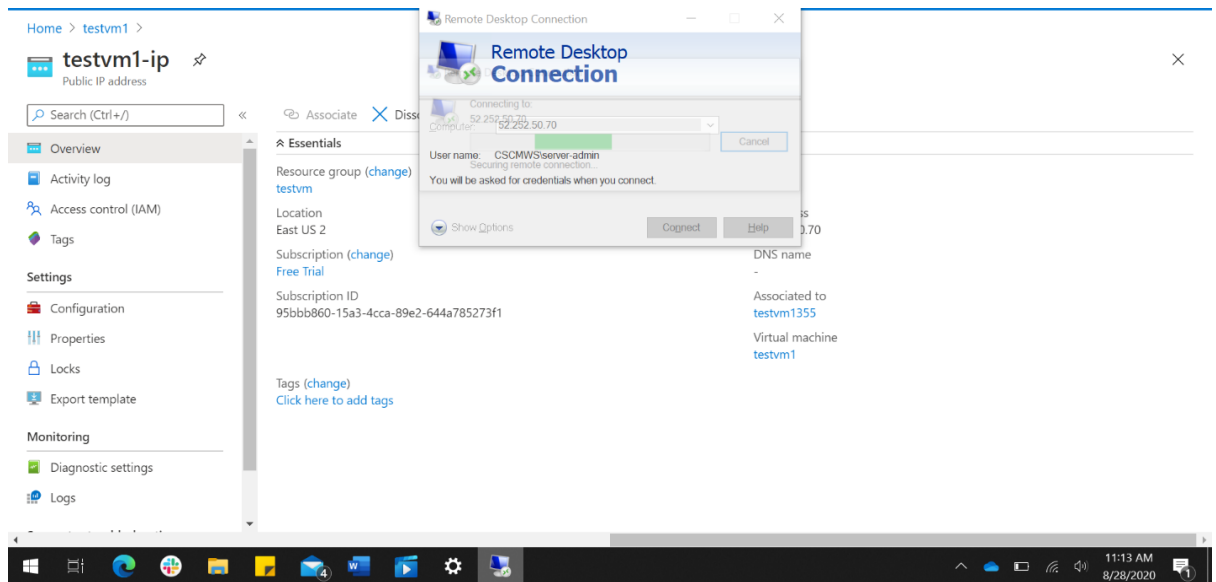 Home > testvm1 >
testvm1-ip
Public IP address
Search (Ctrl+/)
«
Overview
Activity log
Access control (IAM)
Tags
Settings
Configuration
Properties
Locks
Export template
Monitoring
Diagnostic settings
Logs
Associate
Essentials
Resource group (change)
testvm
Location
East US 2
Subscription (change)
Free Trial
Subscription ID
95bbb860-15a3-4cca-89e2-644a785273f1
Tags (change)
Click here to add tags
DNS name
-
Associated to
testvm1355
Virtual machine
testvm1
Remote Desktop Connection
Remote Desktop
Connection
Connecting to:
52.252.50.70
Computer: 52.252.50.70
Cancel
User name: CSCMWS\server-admin
Securing remote connection...
You will be asked for credentials when you connect.
Show Options
Connect
Help
4
W
11:13 AM
8/28/2020
1